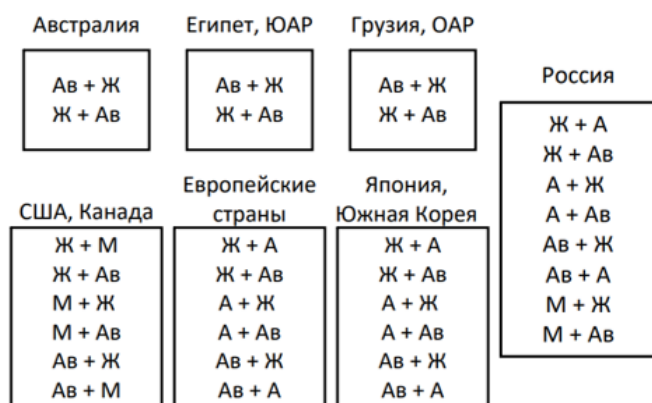 Австралия
Ав + Ж
Ж + Ав
Египет, ЮАР
Ав + Ж
Ж + Ав
Грузия, ОАР
Ав + Ж
Ж + Ав
Россия
Ж + А
Ж + Ав
А + Ж
А + Ав
Ав + Ж
Ав + А
М + Ж
М + Ав
США, Канада
Ж + М
Ж + Ав
М + Ж
М + Ав
Ав + Ж
Ав + М
Европейские
страны
Ж + А
Ж + Ав
А + Ж
А + Ав
Ав + Ж
Ав + А
Япония,
Южная Корея
Ж + А
Ж + Ав
А + Ж
А + Ав
Ав + Ж
Ав + А